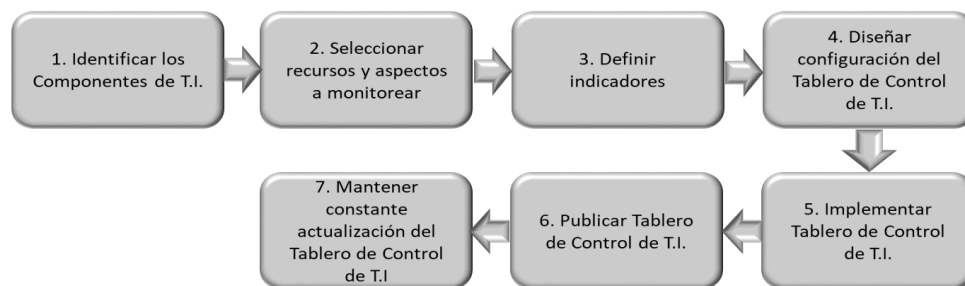 1. Identificar los
Componentes de T.I.
2. Seleccionar
recursos y aspectos
a monitorear
3. Definir
indicadores
4. Diseñar
configuración del
Tablero de Control
de T.I.
5. Implementar
Tablero de Control
de T.I.
6. Publicar Tablero
de Control de T.I.
7. Mantener
constante
actualización del
Tablero de Control
de T.I